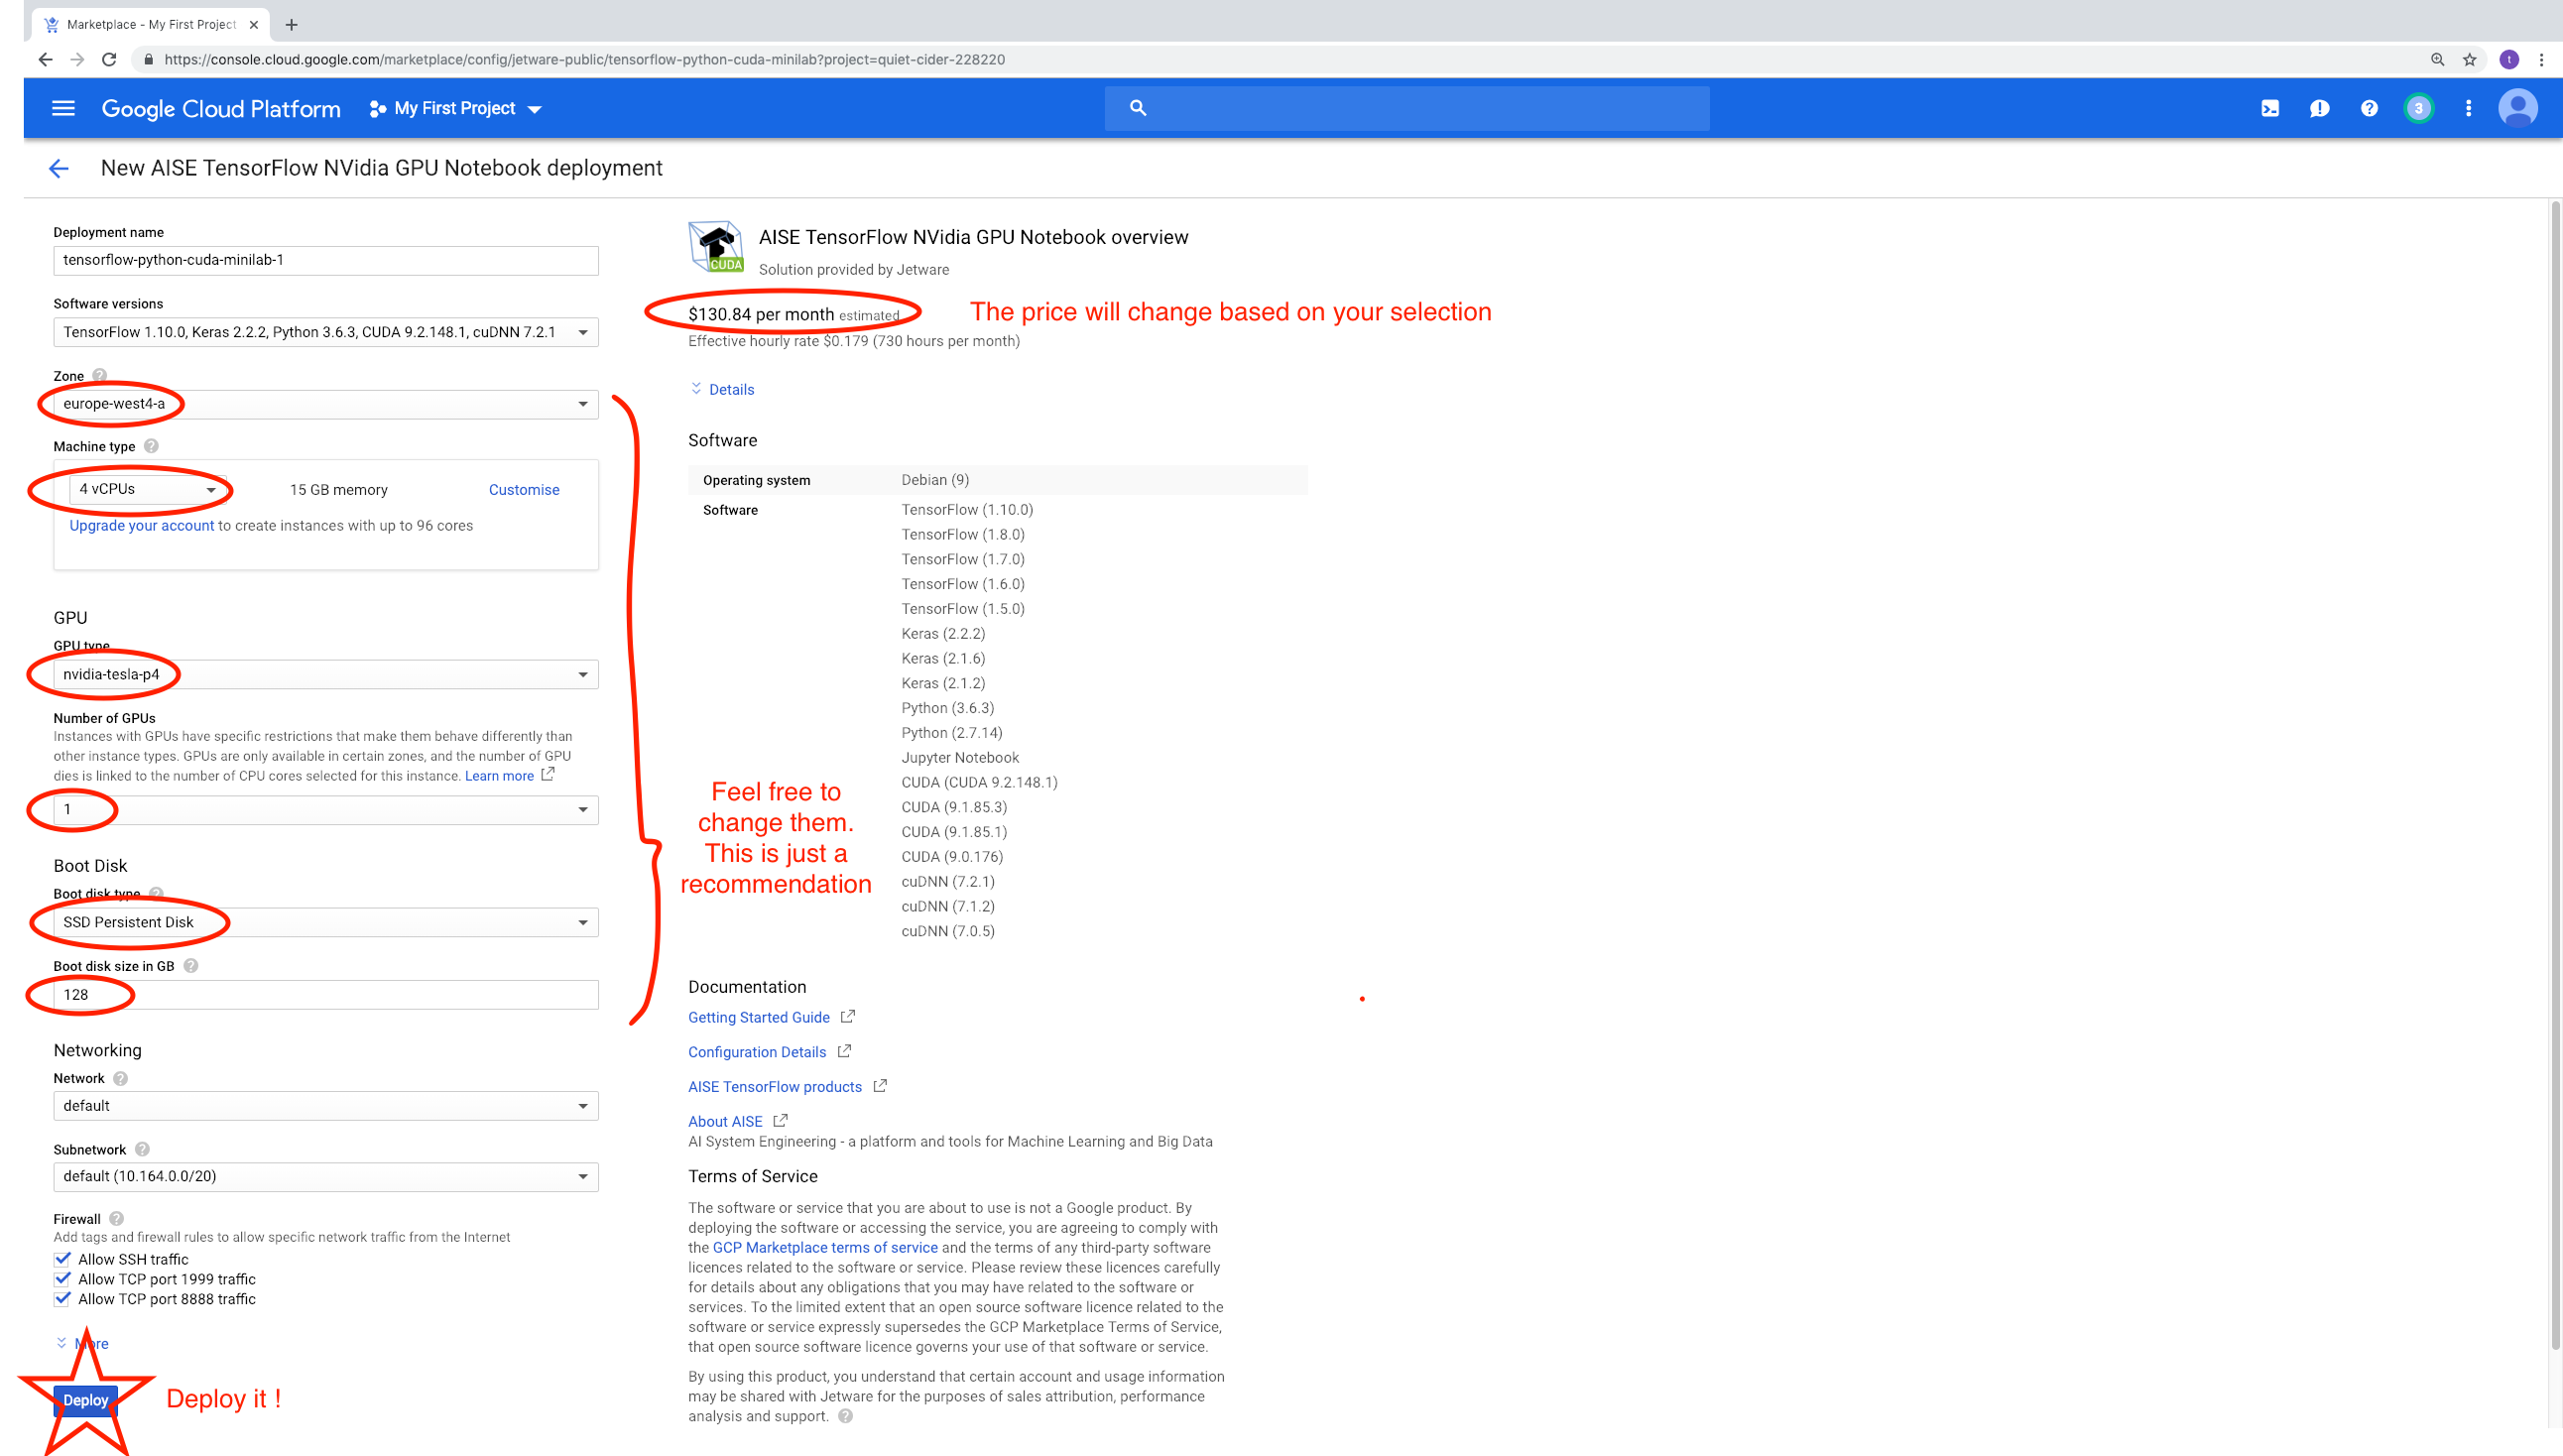 Marketplace - My First Project
https://console.cloud.google.com/marketplace/config/jetware-public/tensorflow-python-cuda-minilab?project=quiet-cider-228220
t
Google Cloud Platform
My First Project
3
New AISE TensorFlow NVidia GPU Notebook deployment
Deployment name
tensorflow-python-cuda-minilab-1
Software versions
TensorFlow 1.10.0, Keras 2.2.2, Python 3.6.3, CUDA 9.2.148.1, cuDNN 7.2.1
Zone
europe-west4-a
Machine type
4 vCPUs
15 GB memory
Customise
Upgrade your account to create instances with up to 96 cores
GPU
GPU type
nvidia-tesla-p4
Number of GPUs
Instances with GPUs have specific restrictions that make them behave differently than
other instance types. GPUs are only available in certain zones, and the number of GPU
dies is linked to the number of CPU cores selected for this instance. Learn more
1
Boot Disk
Boot disk type
SSD Persistent Disk
Boot disk size in GB
128
Networking
Network
default
Subnetwork
default (10.164.0.0/20)
Firewall
Add tags and firewall rules to allow specific network traffic from the Internet
Allow SSH traffic
Allow TCP port 1999 traffic
Allow TCP port 8888 traffic
More
Deploy
Deploy it !
CUDA
AISE TensorFlow NVidia GPU Notebook overview
Solution provided by Jetware
$130.84 per month estimated
The price will change based on your selection
Effective hourly rate $0.179 (730 hours per month)
Details
Software
Operating system
Debian (9)
Software
TensorFlow (1.10.0)
TensorFlow (1.8.0)
TensorFlow (1.7.0)
TensorFlow (1.6.0)
TensorFlow (1.5.0)
Keras (2.2.2)
Keras (2.1.6)
Keras (2.1.2)
Python (3.6.3)
Python (2.7.14)
Jupyter Notebook
CUDA (CUDA 9.2.148.1)
CUDA (9.1.85.3)
CUDA (9.1.85.1)
CUDA (9.0.176)
cuDNN (7.2.1)
cuDNN (7.1.2)
cuDNN (7.0.5)
Feel free to
change them.
This is just a
recommendation
Documentation
Getting Started Guide
Configuration Details
AISE TensorFlow products
About AISE
AI System Engineering - a platform and tools for Machine Learning and Big Data
Terms of Service
The software or service that you are about to use is not a Google product. By
deploying the software or accessing the service, you are agreeing to comply with
the GCP Marketplace terms of service and the terms of any third-party software
licences related to the software or service. Please review these licences carefully
for details about any obligations that you may have related to the software or
services. To the limited extent that an open source software licence related to the
software or service expressly supersedes the GCP Marketplace Terms of Service,
that open source software licence governs your use of that software or service.
By using this product, you understand that certain account and usage information
may be shared with Jetware for the purposes of sales attribution, performance
analysis and support.